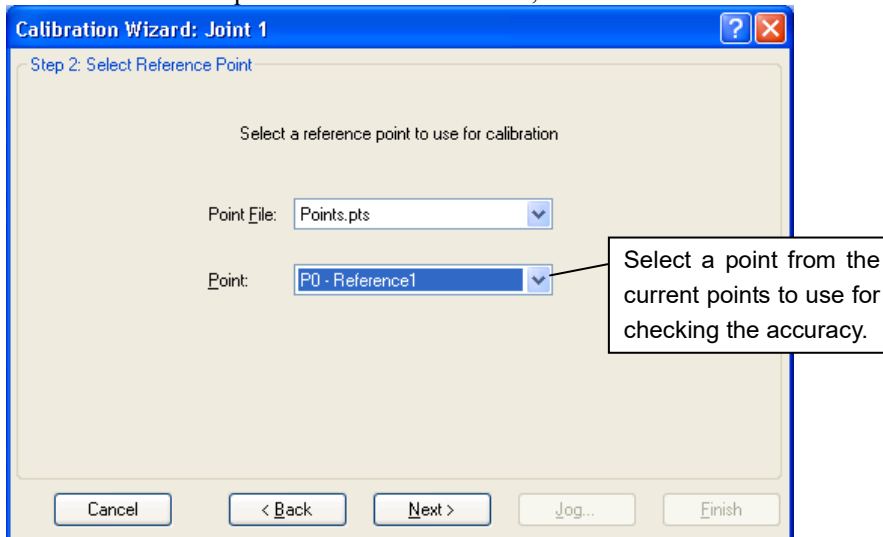 Calibration Wizard: Joint 1
Step 2: Select Reference Point
Select a reference point to use for calibration
Point File: Points.pts
Point: P0 - Reference1
Select a point from the
current points to use for
checking the accuracy.
Cancel < Back Next > Jog... Finish